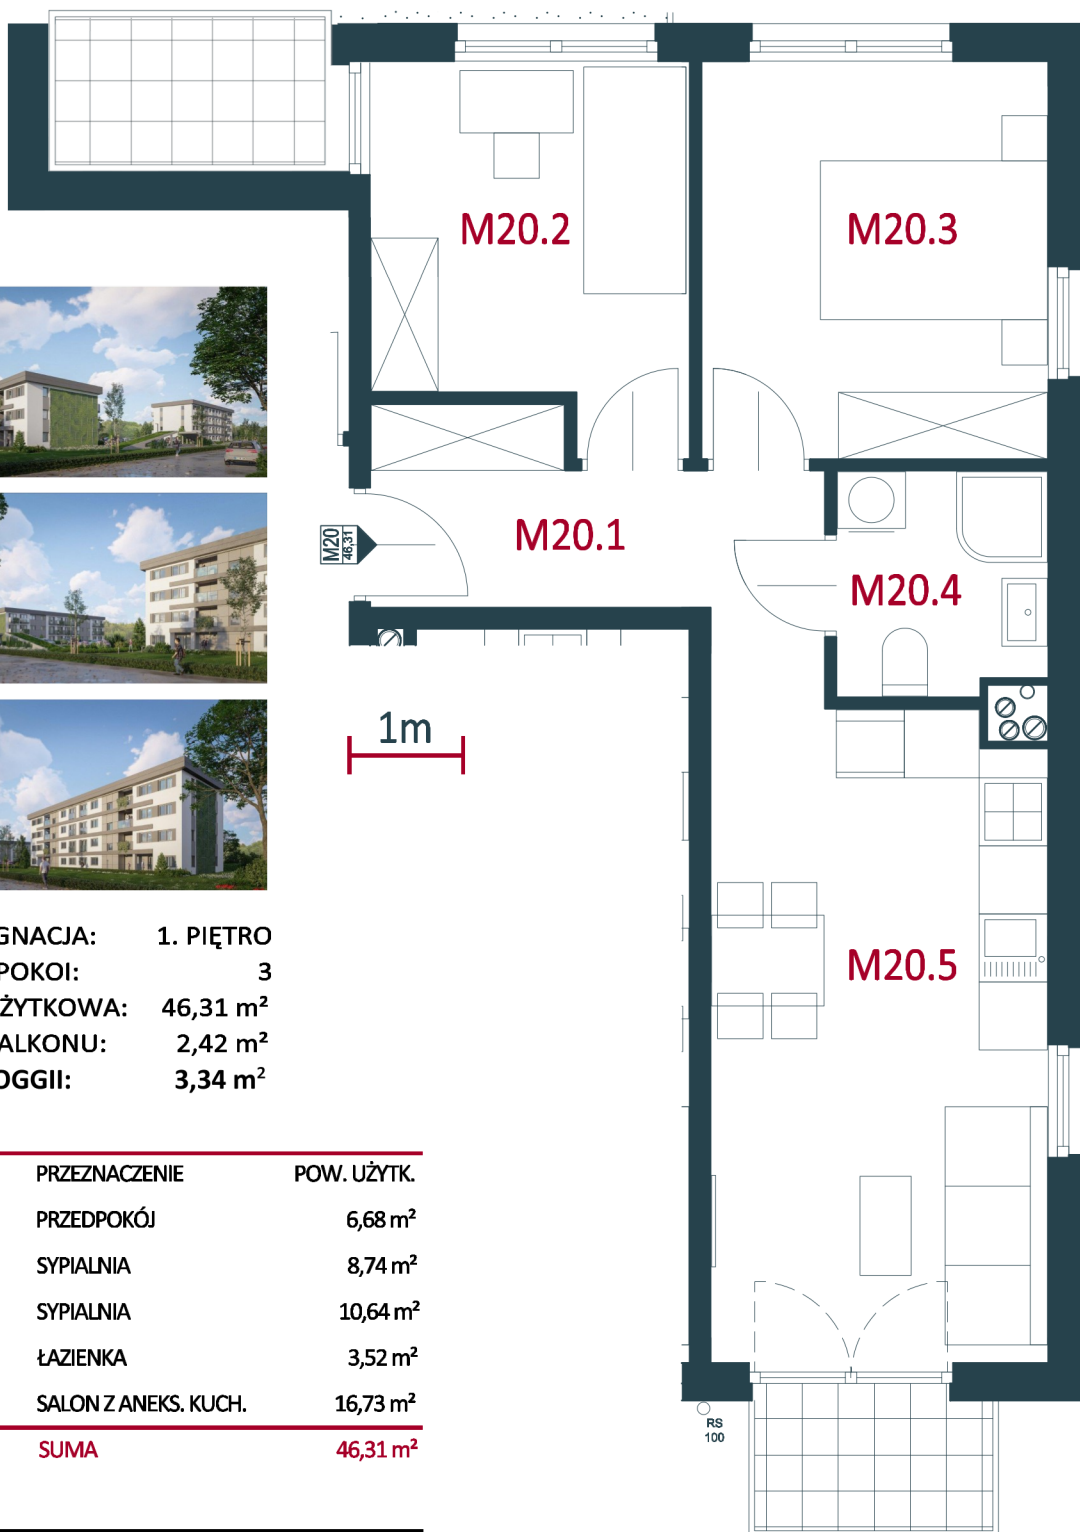 M20.2
M20.3
M20
46,31
M20.1
M20.4
1m
GNACJA: 1. PIĘTRO
POKOI: 3
ŻYTKOWA: 46,31 m²
ALKONU: 2,42 m²
OGGII: 3,34 m²
M20.5
PRZEZNACZENIE POW. UŻYTK.
PRZEDPOKÓJ 6,68 m²
SYPIALNIA 8,74 m²
SYPIALNIA 10,64 m²
ŁAZIENKA 3,52 m²
SALON Z ANEKS. KUCH. 16,73 m²
SUMA 46,31 m²
RS
100